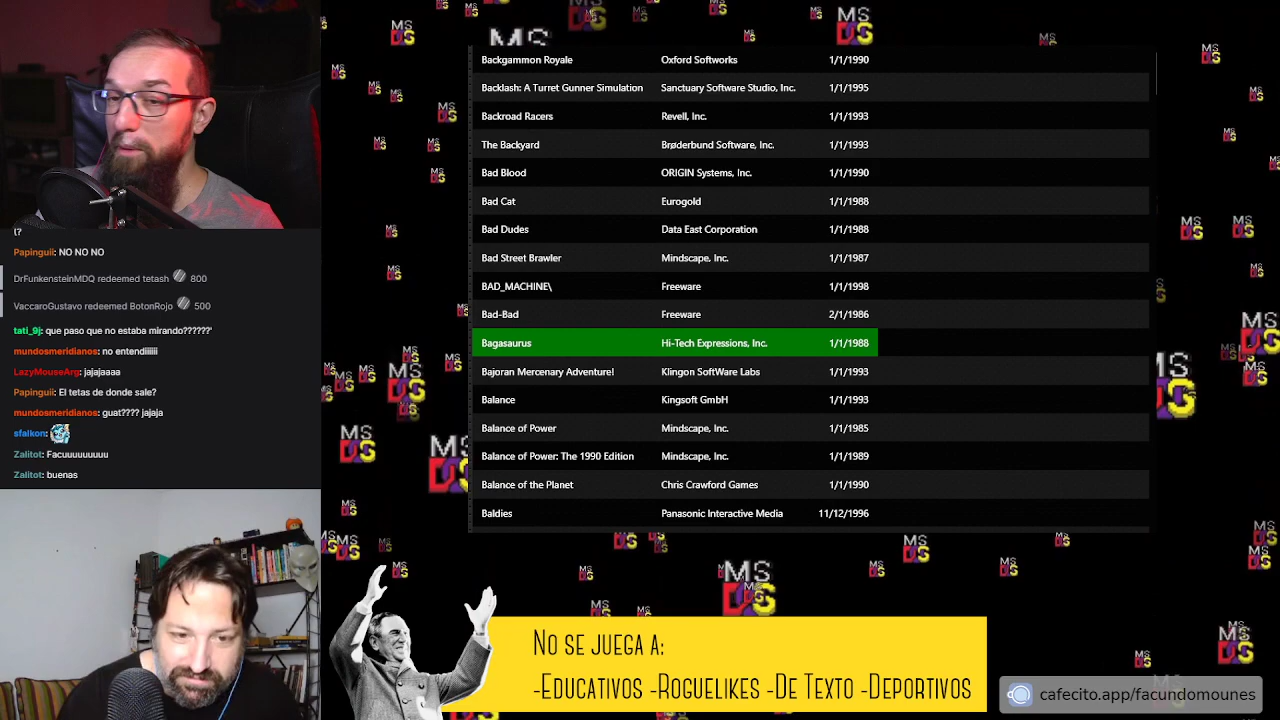 t?
Papinguii: NO NO NO
DrFunkensteinMDQ redeemed tetash 800
VaccaroGustavo redeemed BotonRojo 500
tati_9j: que paso que no estaba mirando??????'
mundosmeridianos: no entendiiiiii
LazyMouseArg: jajajaaaa
Papinguii: El tetas de donde sale?
mundosmeridianos: guat???? jajaja
sfalkon:
Zalitot: Facuuuuuuuuu
Zalitot: buenas
Backgammon Royale Oxford Softworks 1/1/1990
Backlash: A Turret Gunner Simulation Sanctuary Software Studio, Inc. 1/1/1995
Backroad Racers Revell, Inc. 1/1/1993
The Backyard Brøderbund Software, Inc. 1/1/1993
Bad Blood ORIGIN Systems, Inc. 1/1/1990
Bad Cat Eurogold 1/1/1988
Bad Dudes Data East Corporation 1/1/1988
Bad Street Brawler Mindscape, Inc. 1/1/1987
BAD_MACHINE\ Freeware 1/1/1998
Bad-Bad Freeware 2/1/1986
Bagasaurus Hi-Tech Expressions, Inc. 1/1/1988
Bajoran Mercenary Adventure! Klingon SoftWare Labs 1/1/1993
Balance Kingsoft GmbH 1/1/1993
Balance of Power Mindscape, Inc. 1/1/1985
Balance of Power: The 1990 Edition Mindscape, Inc. 1/1/1989
Balance of the Planet Chris Crawford Games 1/1/1990
Baldies Panasonic Interactive Media 11/12/1996
MS
No se juega a:
-Educativos -Roguelikes -De Texto -Deportivos
cafecito.app/facundomounes